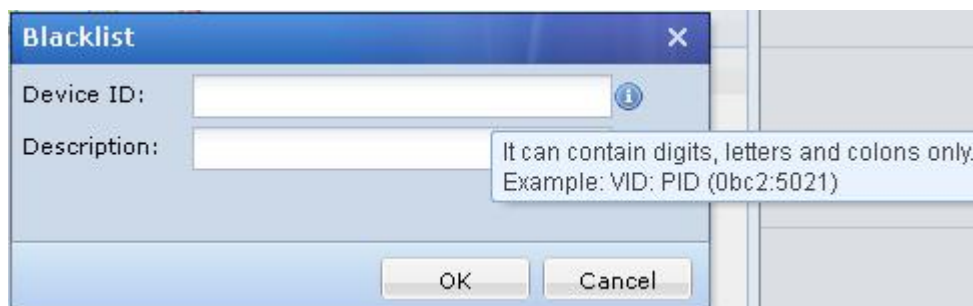 Blacklist
Device ID:
Description:
It can contain digits, letters and colons only.
Example: VID: PID (0bc2:5021)
OK
Cancel